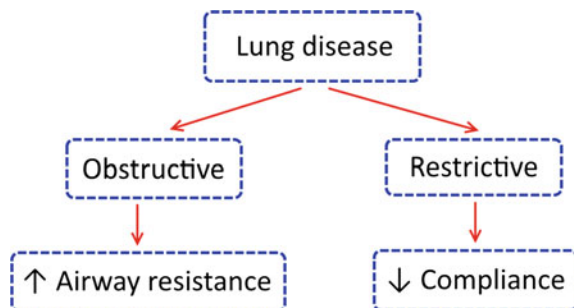 Lung disease
Obstructive
Restrictive
↑ Airway resistance
↓ Compliance